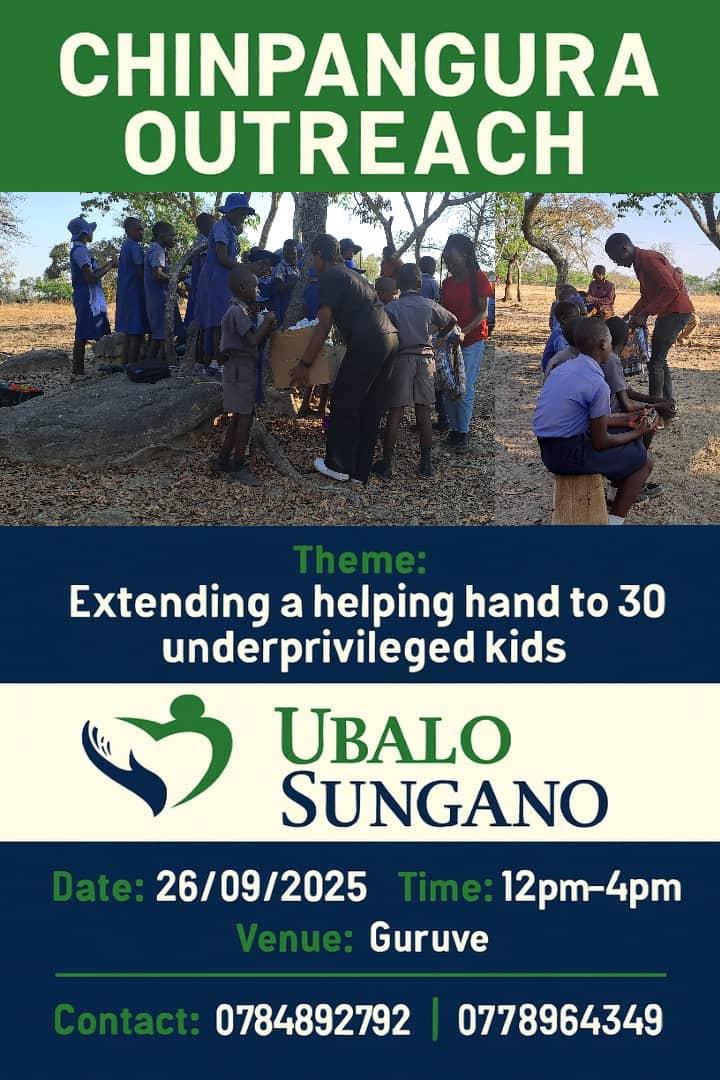 CHINPANGURA
OUTREACH
Theme:
Extending a helping hand to 30
underprivileged kids
UBALO
SUNGANO
Date: 26/09/2025 Time: 12pm–4pm
Venue: Guruve
Contact: 0784892792 | 0778964349